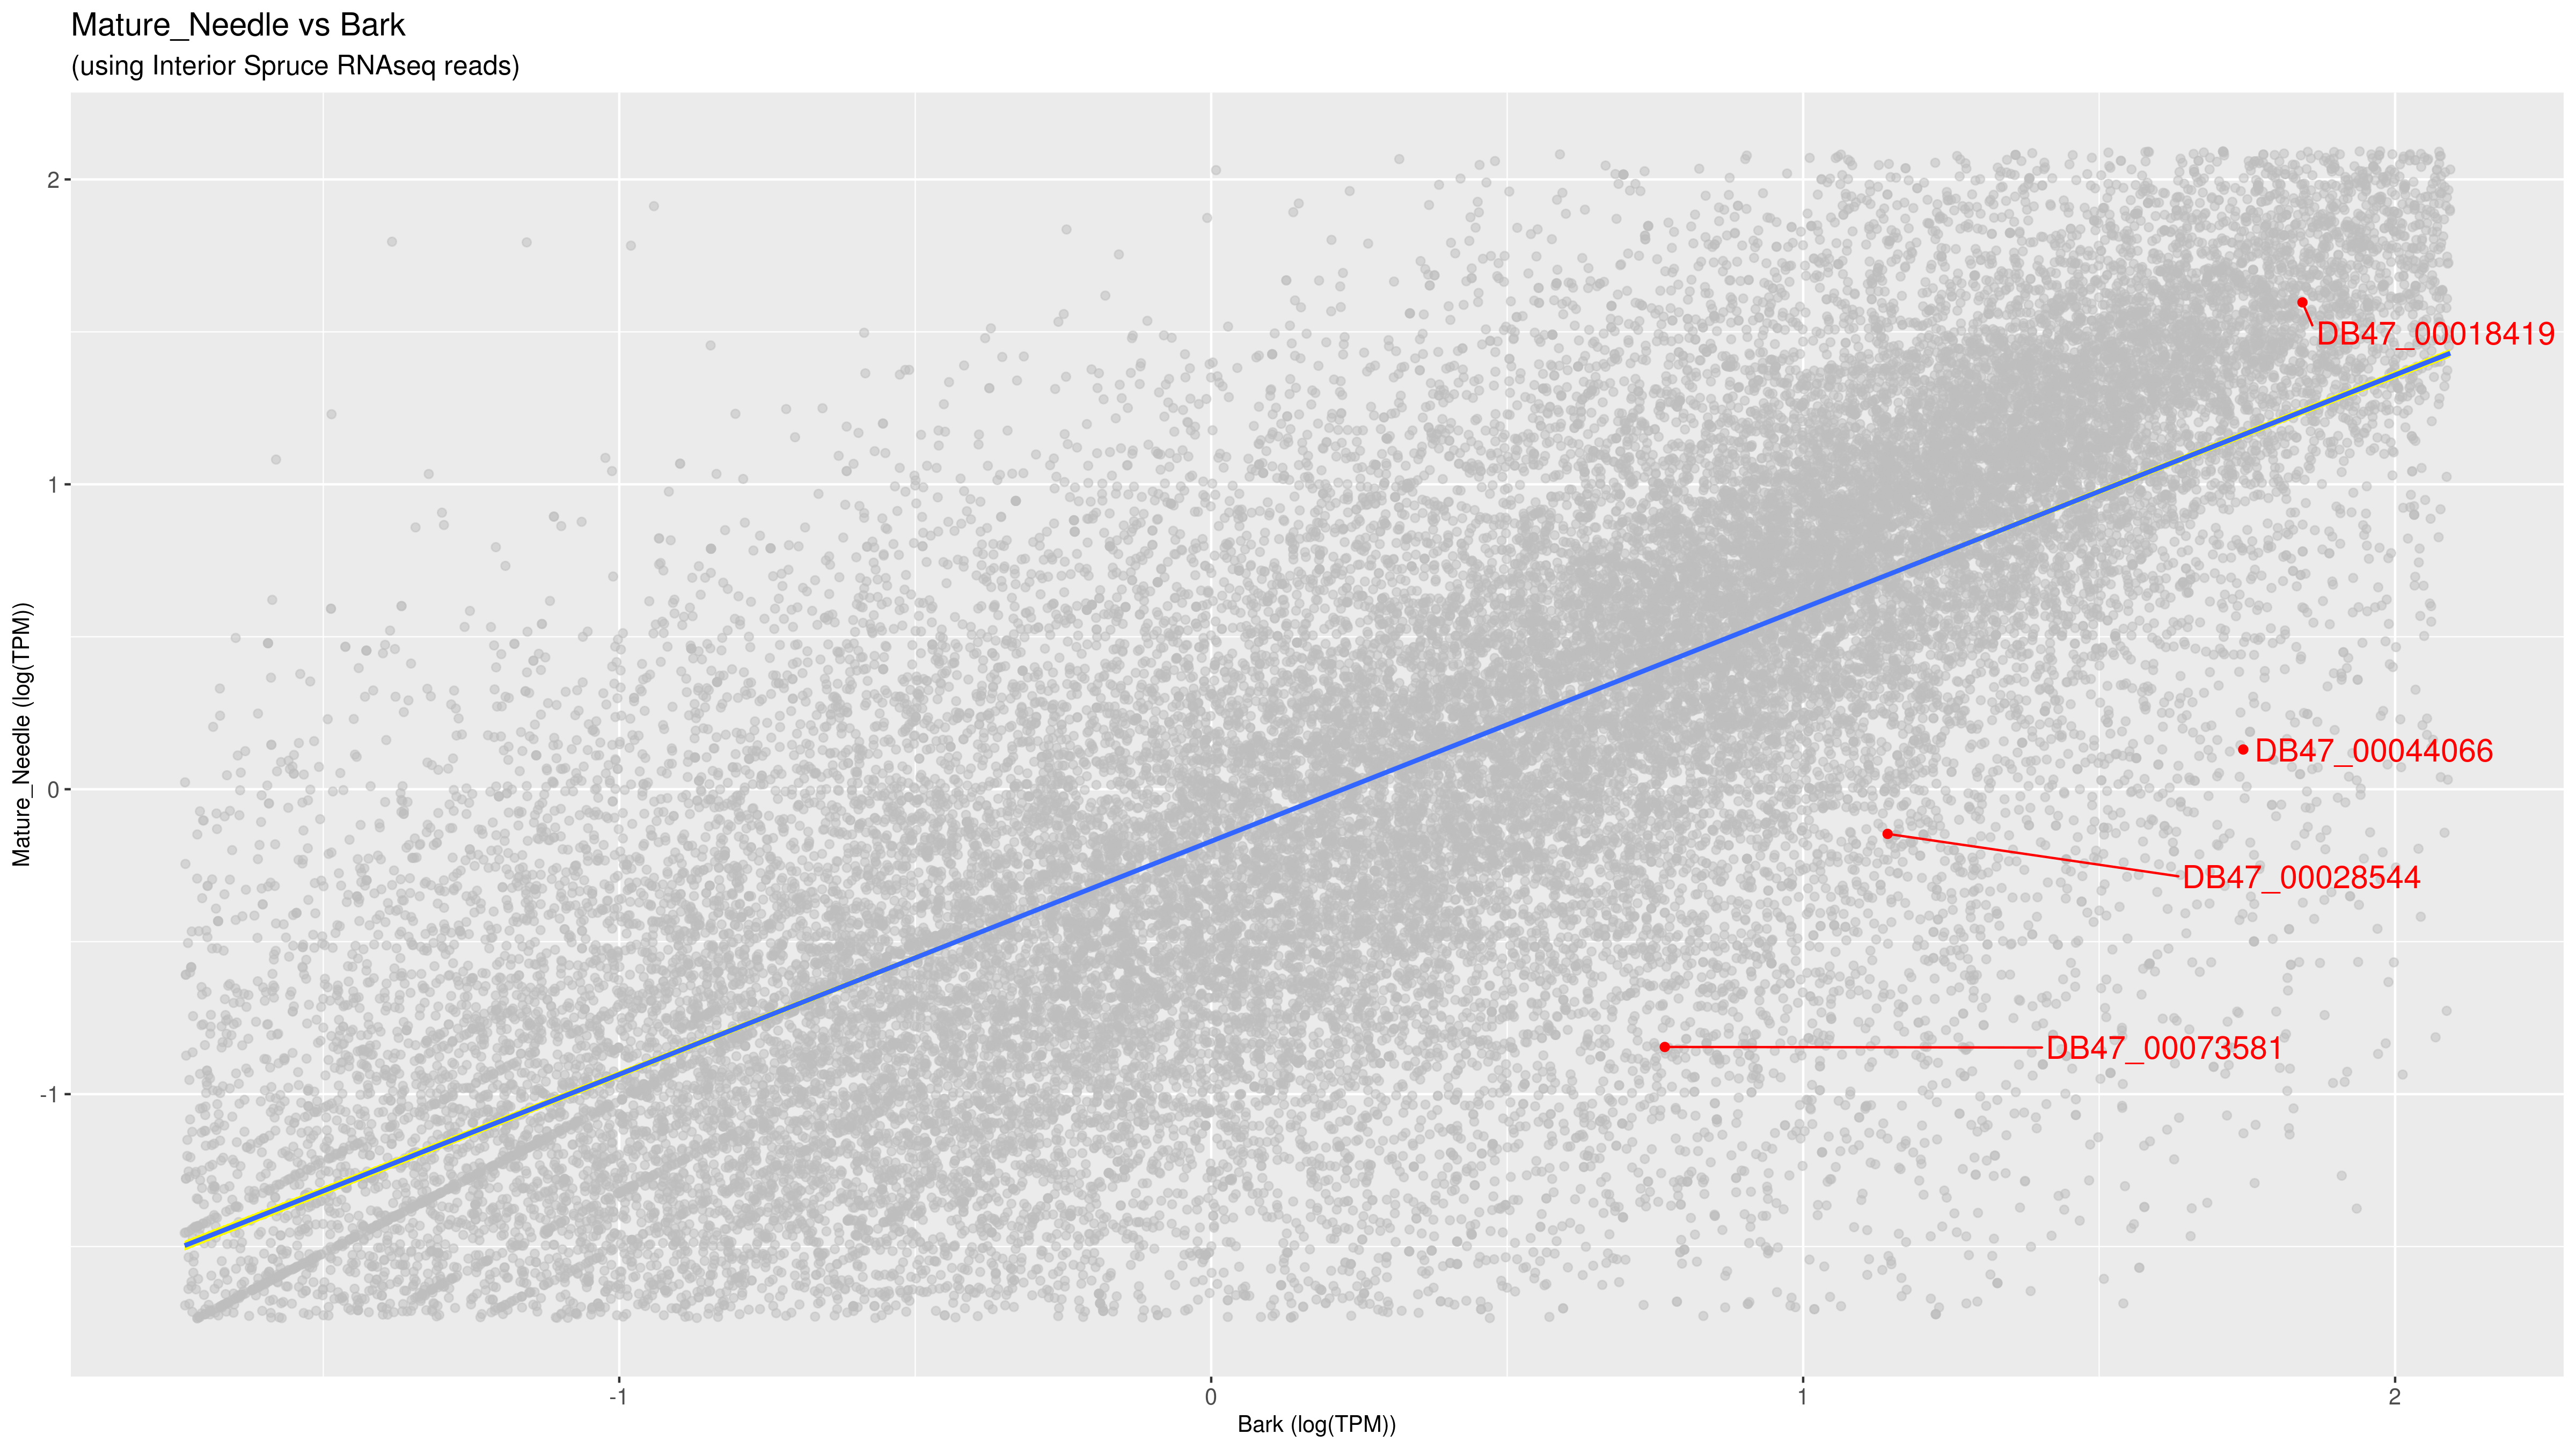 Mature_Needle vs Bark
(using Interior Spruce RNAseq reads)
Mature_Needle (log(TPM))
2
1
0
-1
DB47_00018419
DB47_00044066
DB47_00028544
DB47_00073581
-1
0
1
2
Bark (log(TPM))